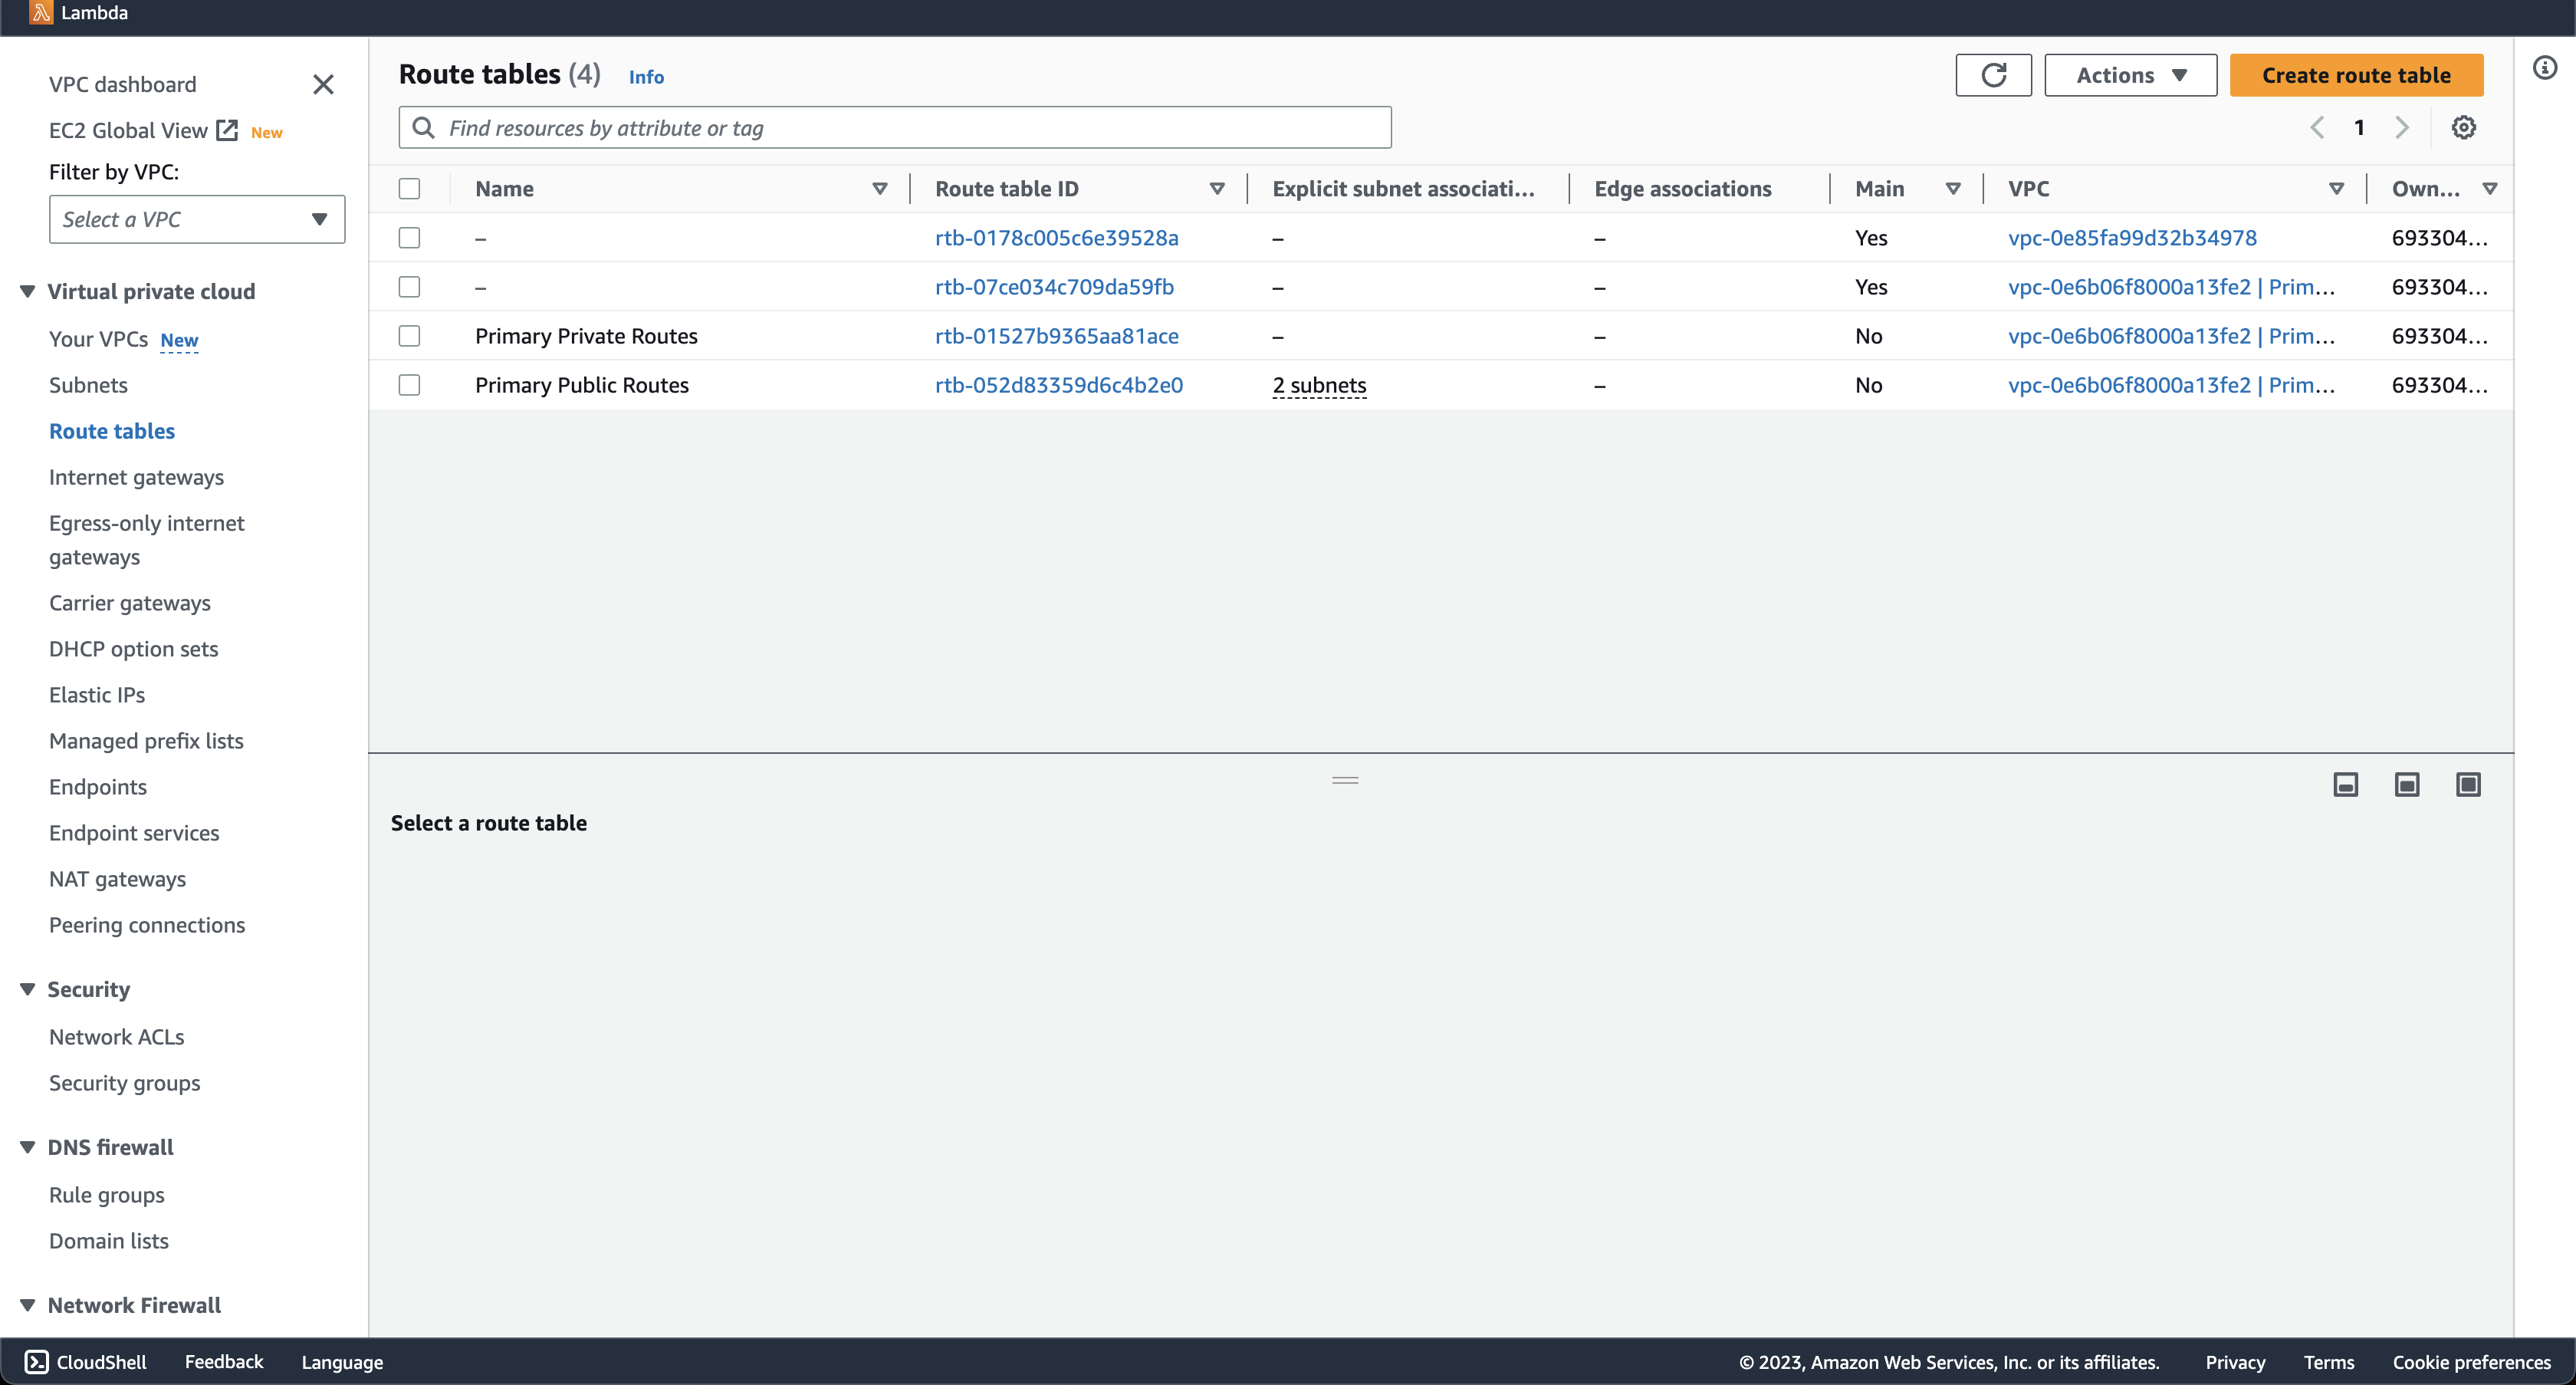 Lambda
VPC dashboard
EC2 Global View New
Filter by VPC:
Select a VPC
Virtual private cloud
Your VPCs New
Subnets
Route tables
Internet gateways
Egress-only internet
gateways
Carrier gateways
DHCP option sets
Elastic IPs
Managed prefix lists
Endpoints
Endpoint services
NAT gateways
Peering connections
Security
Network ACLs
Security groups
DNS firewall
Rule groups
Domain lists
Network Firewall
Route tables (4) Info
Actions
Create route table
Find resources by attribute or tag
1
Name Route table ID Explicit subnet associati... Edge associations Main VPC Own...
– rtb-0178c005c6e39528a – – Yes vpc-0e85fa99d32b34978 693304...
– rtb-07ce034c709da59fb – – Yes vpc-0e6b06f8000a13fe2 | Prim... 693304...
Primary Private Routes rtb-01527b9365aa81ace – – No vpc-0e6b06f8000a13fe2 | Prim... 693304...
Primary Public Routes rtb-052d83359d6c4b2e0 2 subnets – No vpc-0e6b06f8000a13fe2 | Prim... 693304...
Select a route table
CloudShell Feedback Language © 2023, Amazon Web Services, Inc. or its affiliates. Privacy Terms Cookie preferences